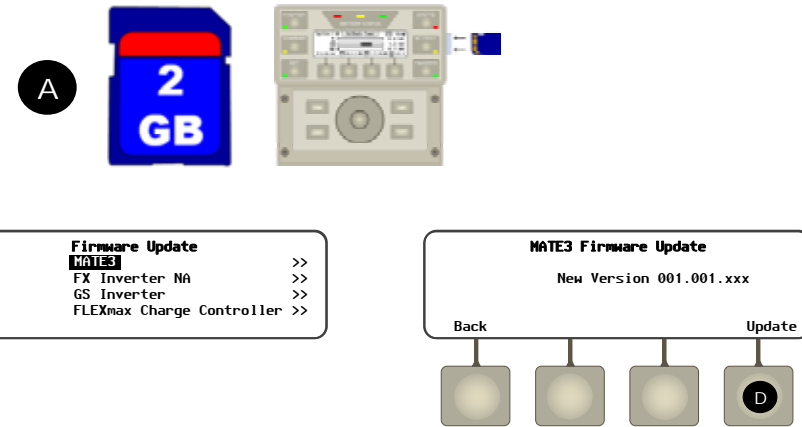 A
2
GB
Firmware Update
MATE3 >>
FX Inverter NA >>
GS Inverter >>
FLEXmax Charge Controller >>
MATE3 Firmware Update
New Version 001.001.xxx
Back Update
D